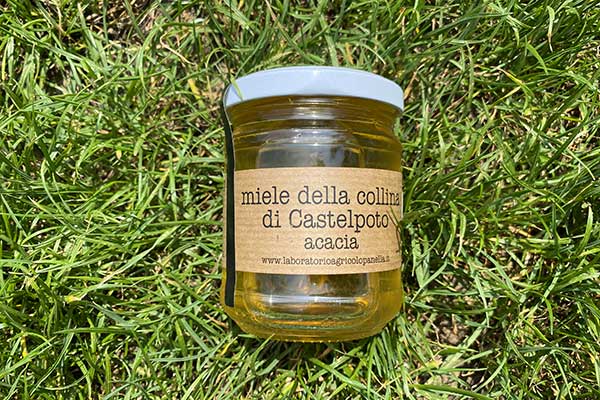 miele della collina
di Castelpoto
acacia
www.laboratorioagricolopanella.it